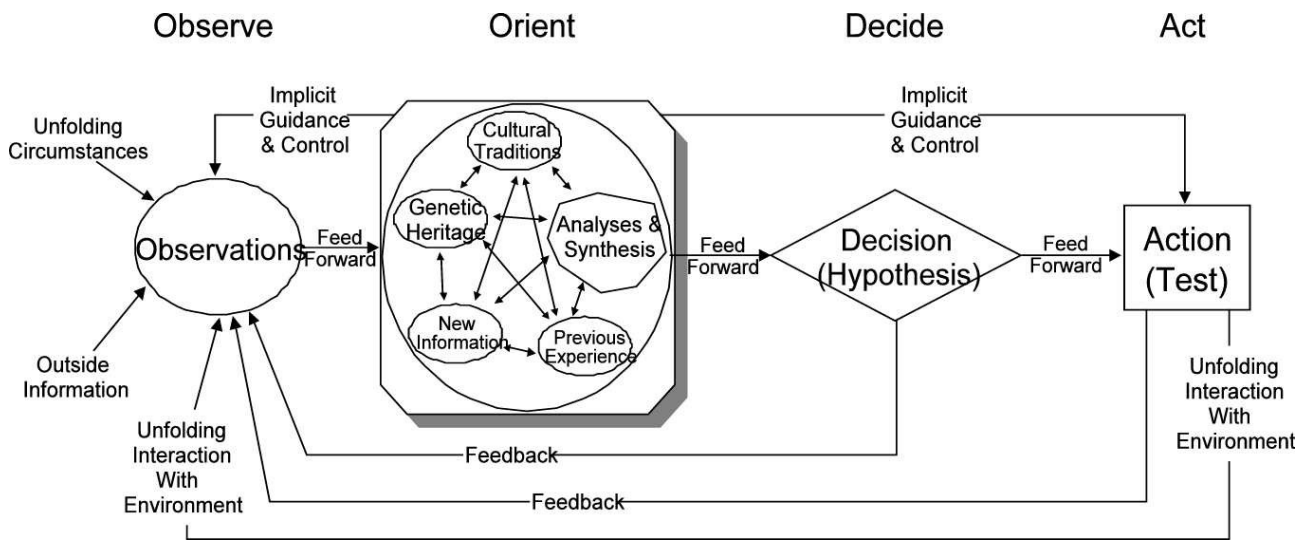 Observe
Orient
Decide
Act
Implicit
Guidance
& Control
Implicit
Guidance
& Control
Unfolding
Circumstances
Cultural
Traditions
Genetic
Heritage
Analyses &
Synthesis
Observations
Feed
Forward
Feed
Forward
Decision
(Hypothesis)
Feed
Forward
Action
(Test)
New
Information
Previous
Experience
Outside
Information
Unfolding
Interaction
With
Environment
Unfolding
Interaction
With
Environment
Feedback
Feedback